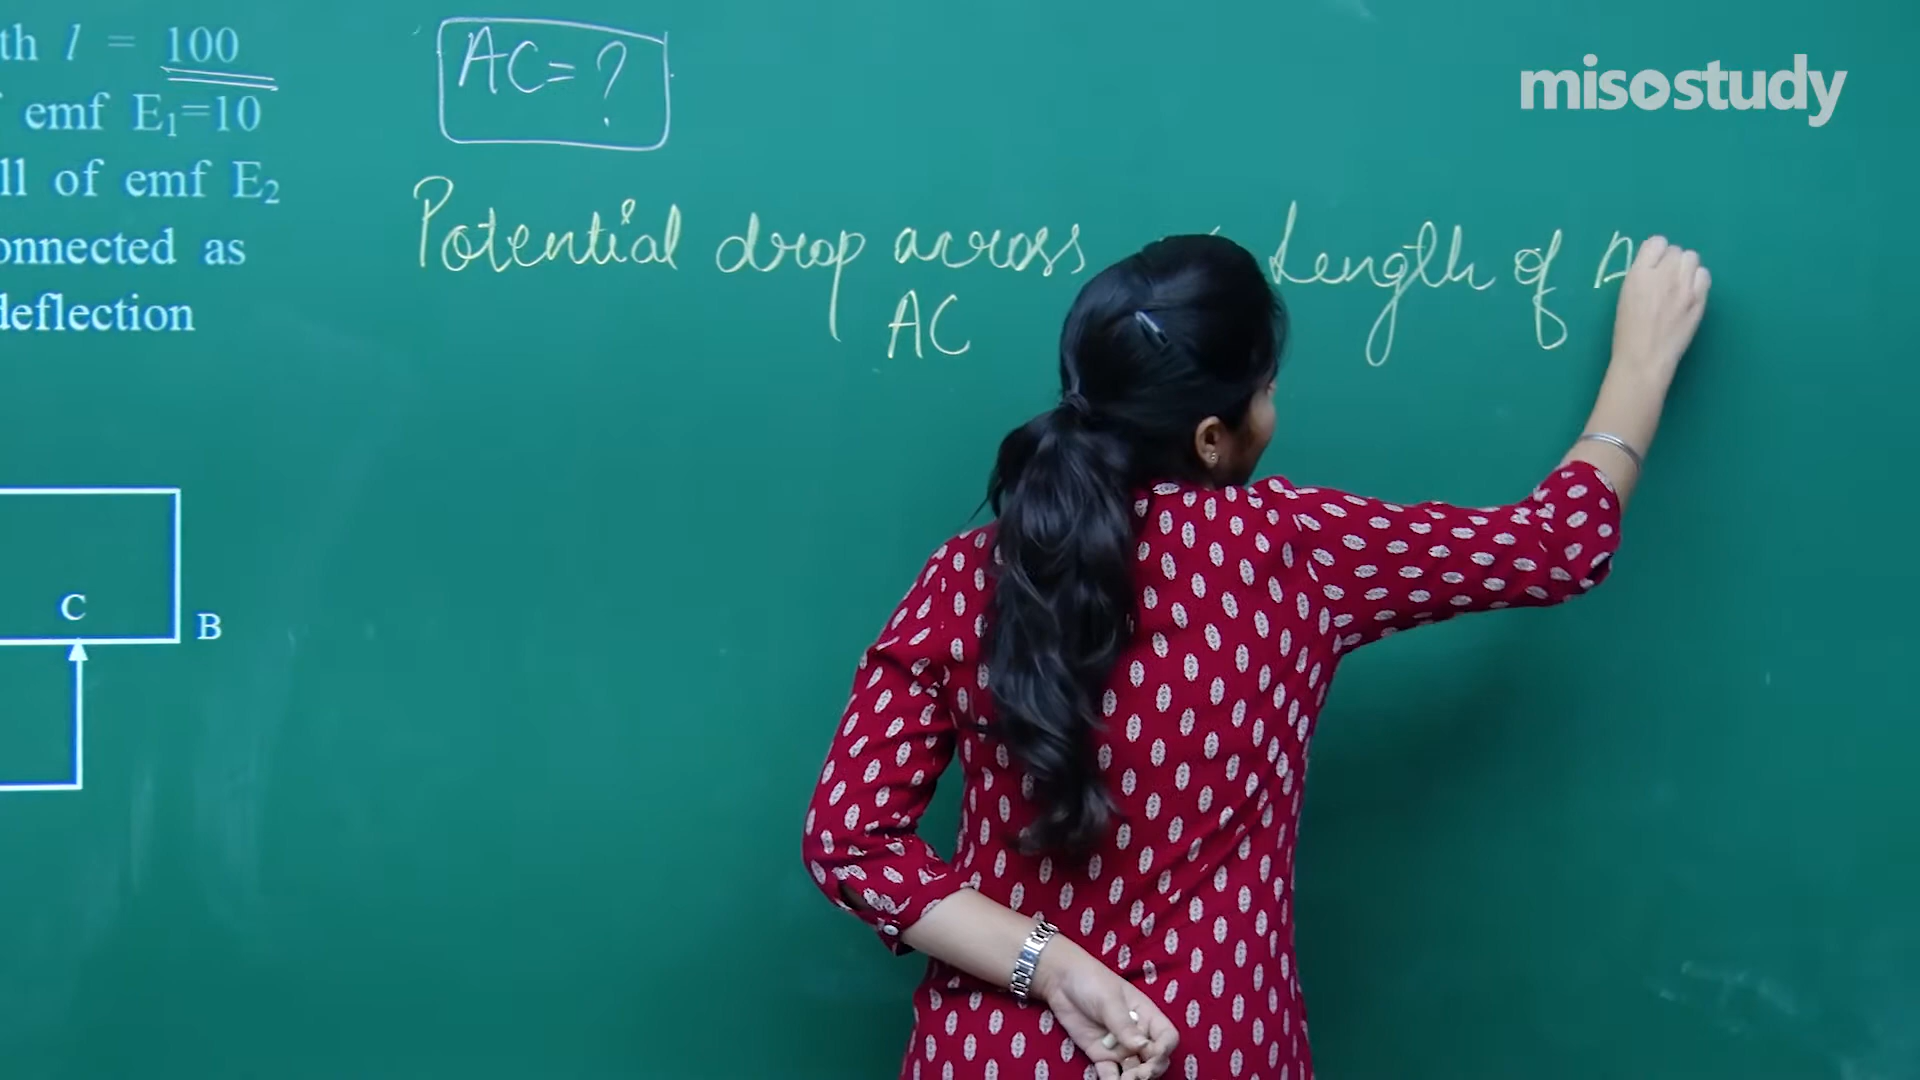 th l = 100
emf E₁=10
ll of emf E₂
onnected as
deflection
C
B
AC = ?
Potential drop across Length of
AC
misostudy